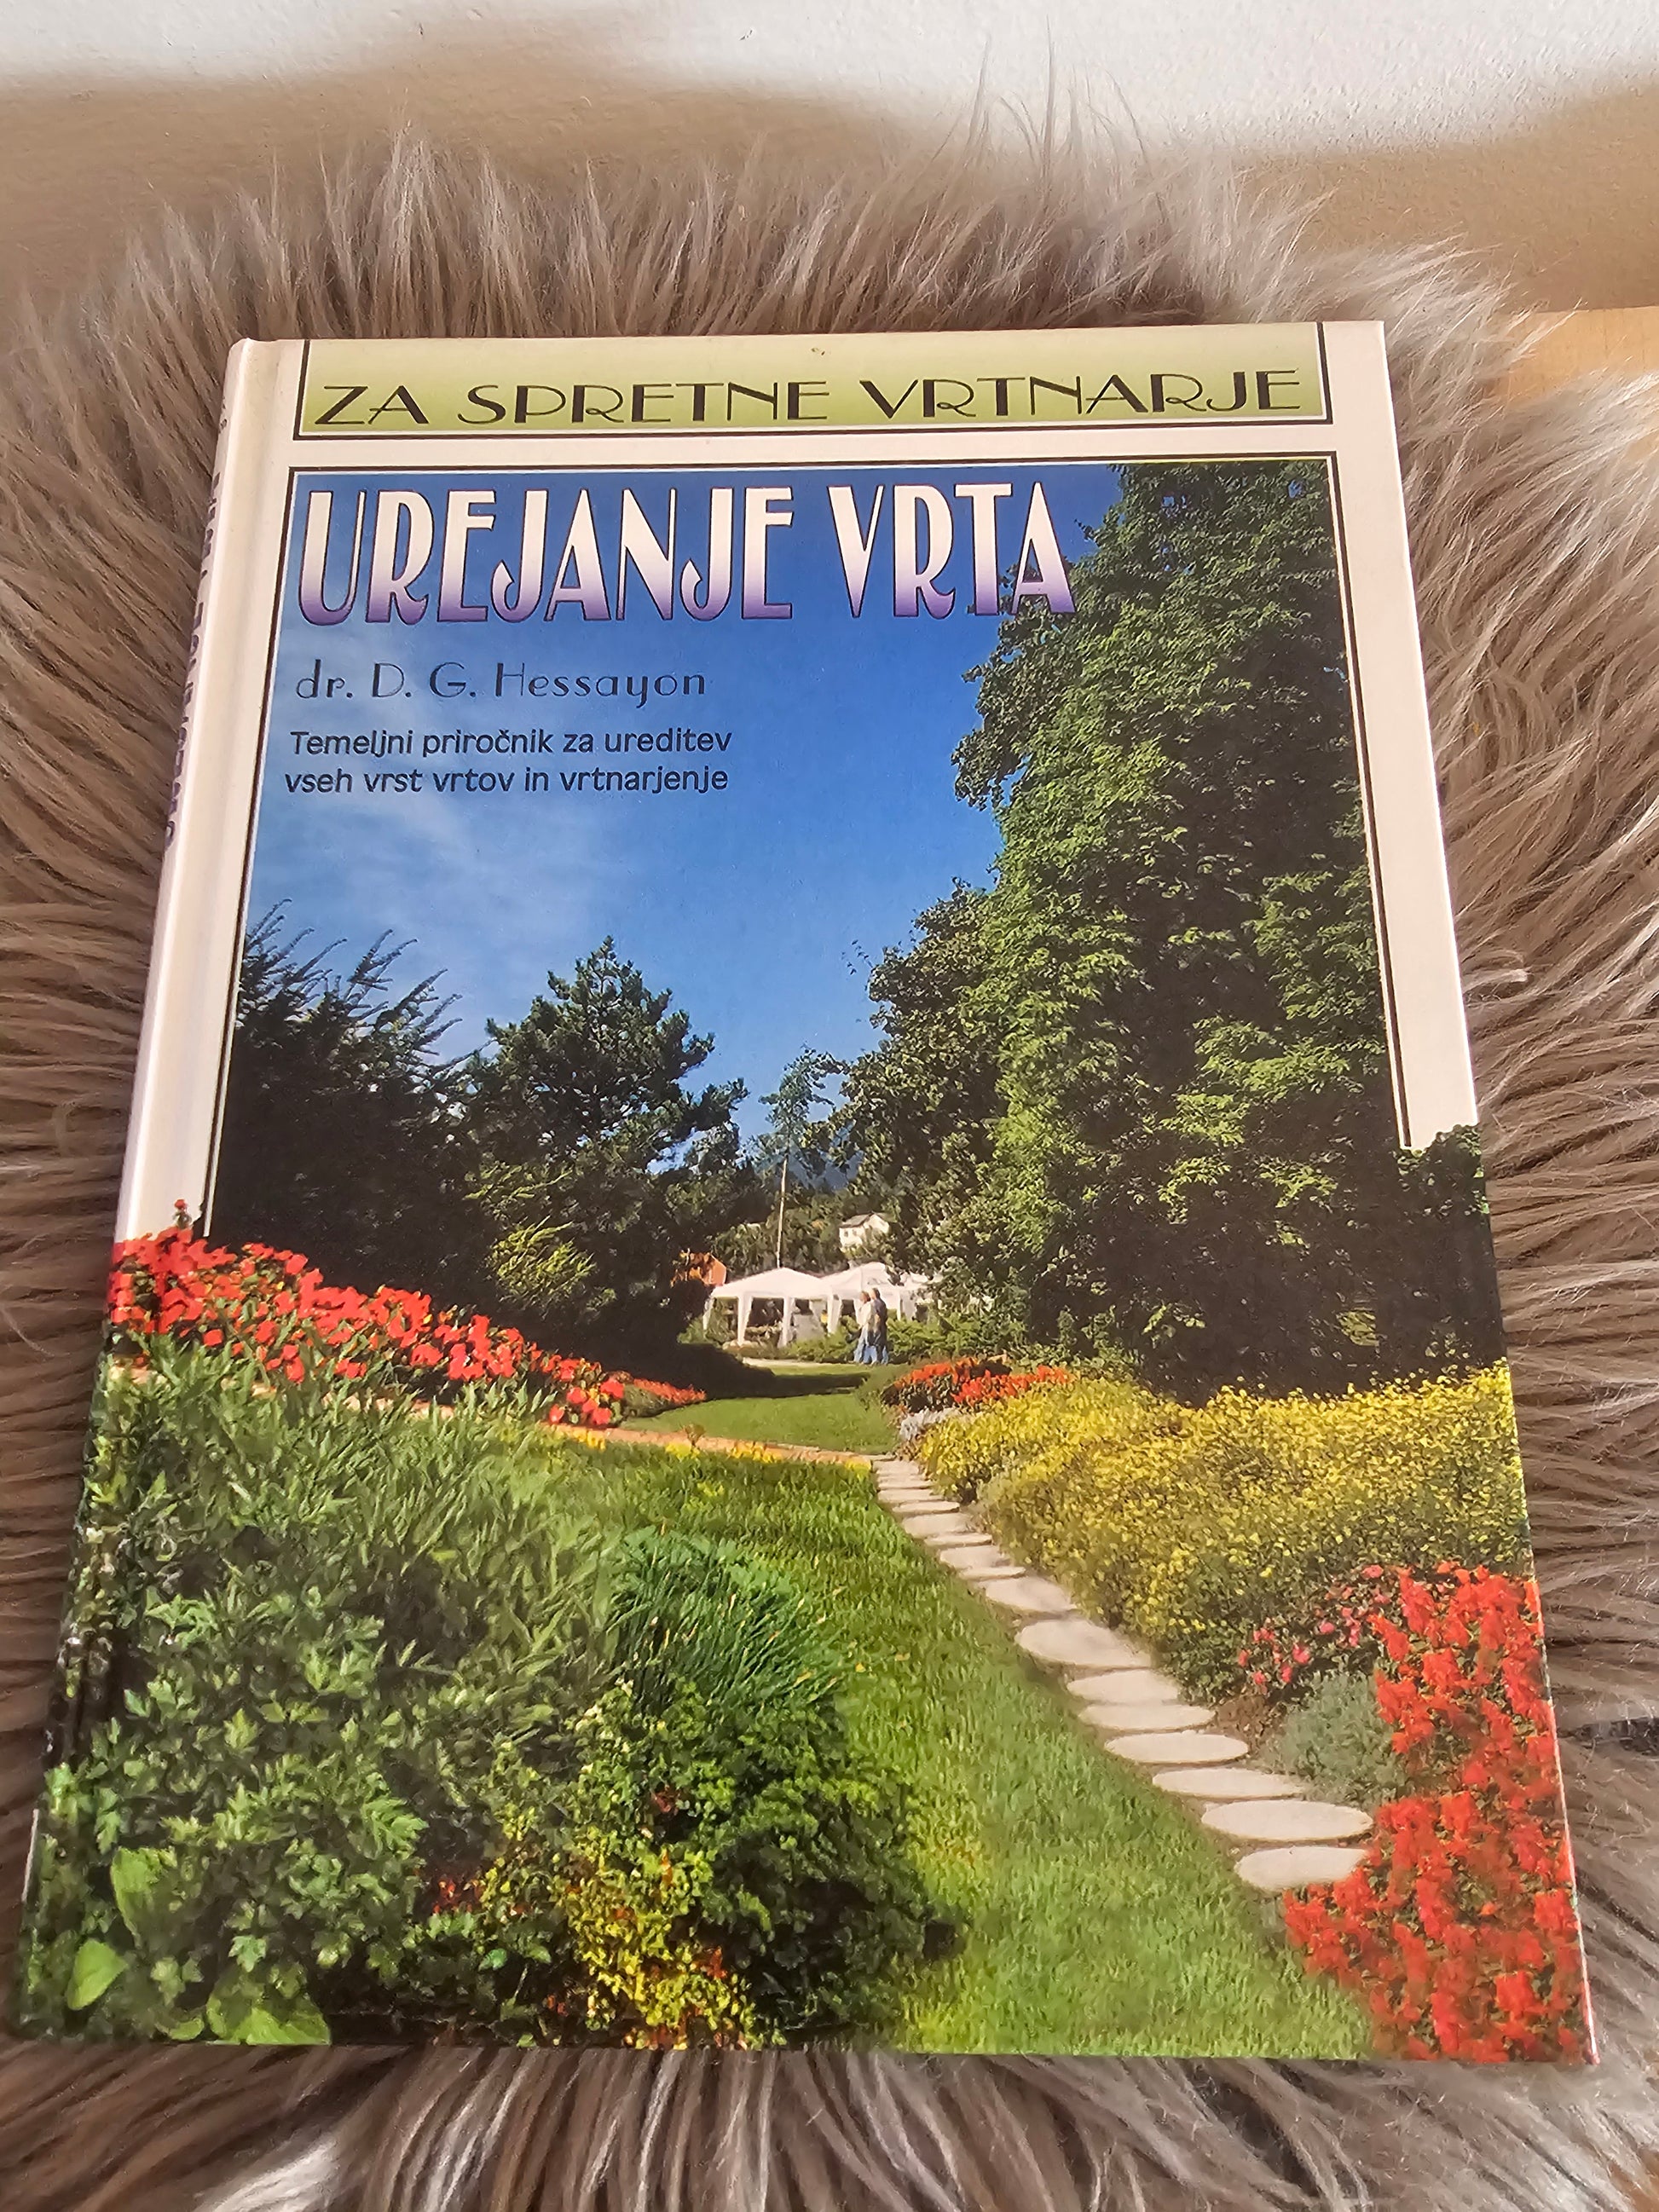 ZA SPRETNE VRTNARJE
UREJANJE VRTA
dr. D. G. Hessayon
Temeljni priročnik za ureditev
vseh vrst vrtov in vrtnarjenje